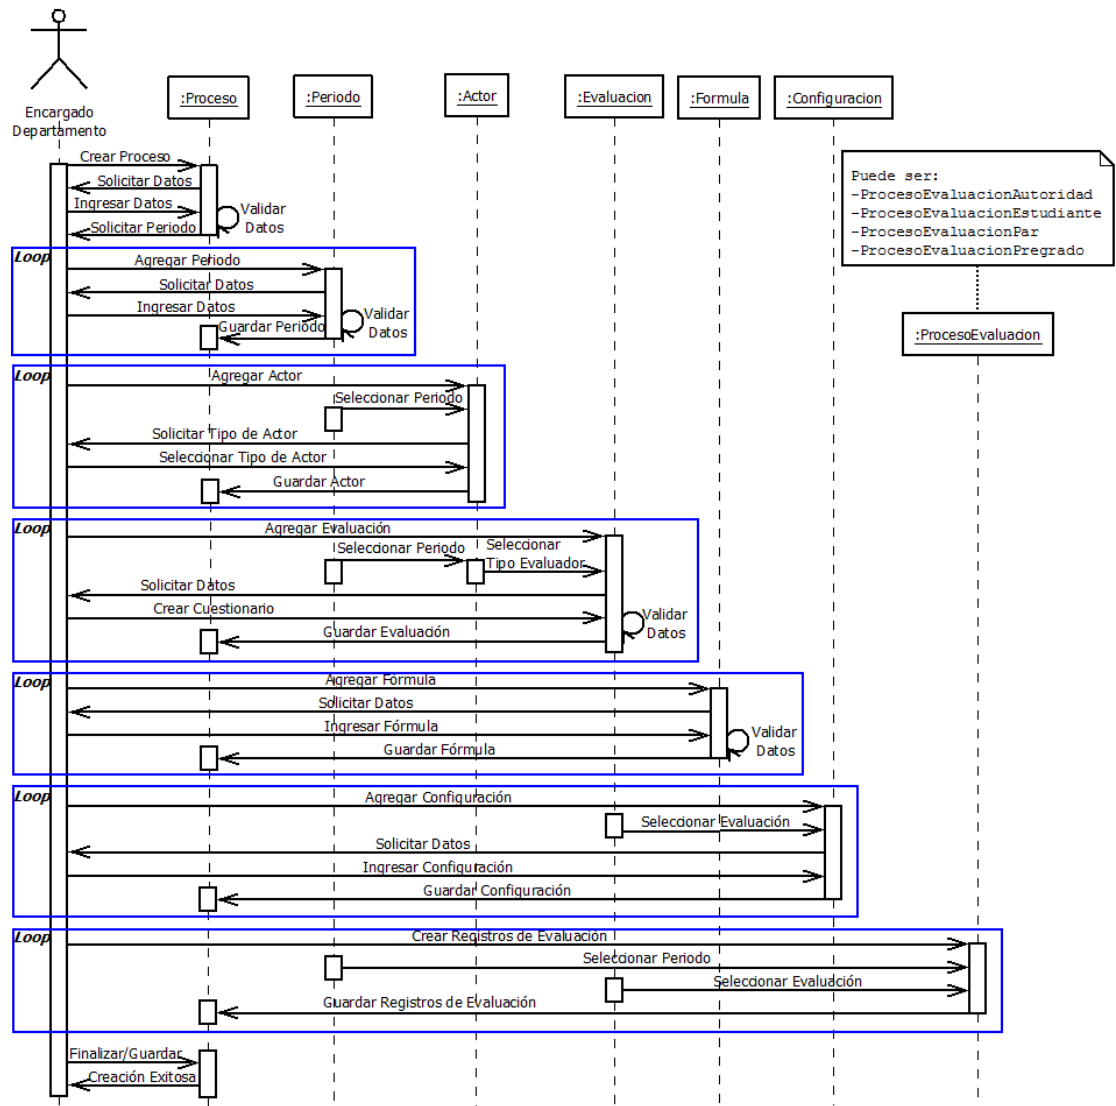 Encargado
Departamento
:Proceso
:Periodo
:Actor
:Evaluacion
:Formula
:Configuracion
Puede ser:
-ProcesoEvaluacionAutoridad
-ProcesoEvaluacionEstudiante
-ProcesoEvaluacionPar
-ProcesoEvaluacionPregrado
:ProcesoEvaluacion
Crear Proceso
Solicitar Datos
Ingresar Datos
Validar
Datos
Solicitar Periodo
Loop
Agregar Periodo
Solicitar Datos
Ingresar Datos
Validar
Datos
Guardar Periodo
Loop
Agregar Actor
Seleccionar Periodo
Solicitar Tipo de Actor
Seleccionar Tipo de Actor
Guardar Actor
Loop
Agregar Evaluación
Seleccionar Periodo
Seleccionar
Tipo Evaluador
Solicitar Datos
Crear Cuestionario
Validar
Datos
Guardar Evaluación
Loop
Agregar Fórmula
Solicitar Datos
Ingresar Fórmula
Validar
Datos
Guardar Fórmula
Loop
Agregar Configuración
Seleccionar Evaluación
Solicitar Datos
Ingresar Configuración
Guardar Configuración
Loop
Crear Registros de Evaluación
Seleccionar Periodo
Seleccionar Evaluación
Guardar Registros de Evaluación
Finalizar/Guardar
Creación Exitosa